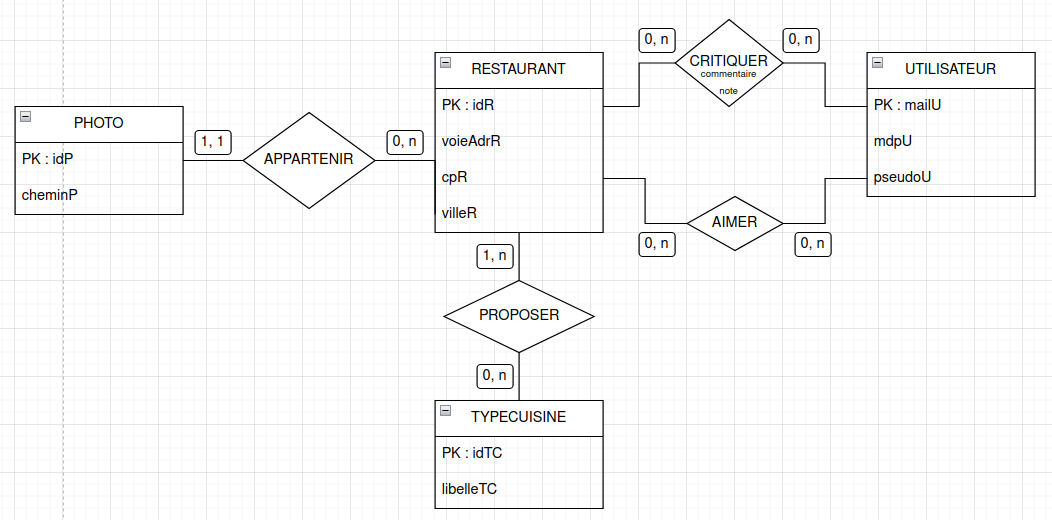 PHOTO
PK : idP
cheminP
1, 1
APPARTENIR
0, n
RESTAURANT
PK : idR
voieAdrR
cpR
villeR
0, n
CRITIQUER
commentaire
note
0, n
UTILISATEUR
PK : mailU
mdpU
pseudoU
0, n
AIMER
0, n
1, n
PROPOSER
0, n
TYPECUISINE
PK : idTC
libelleTC